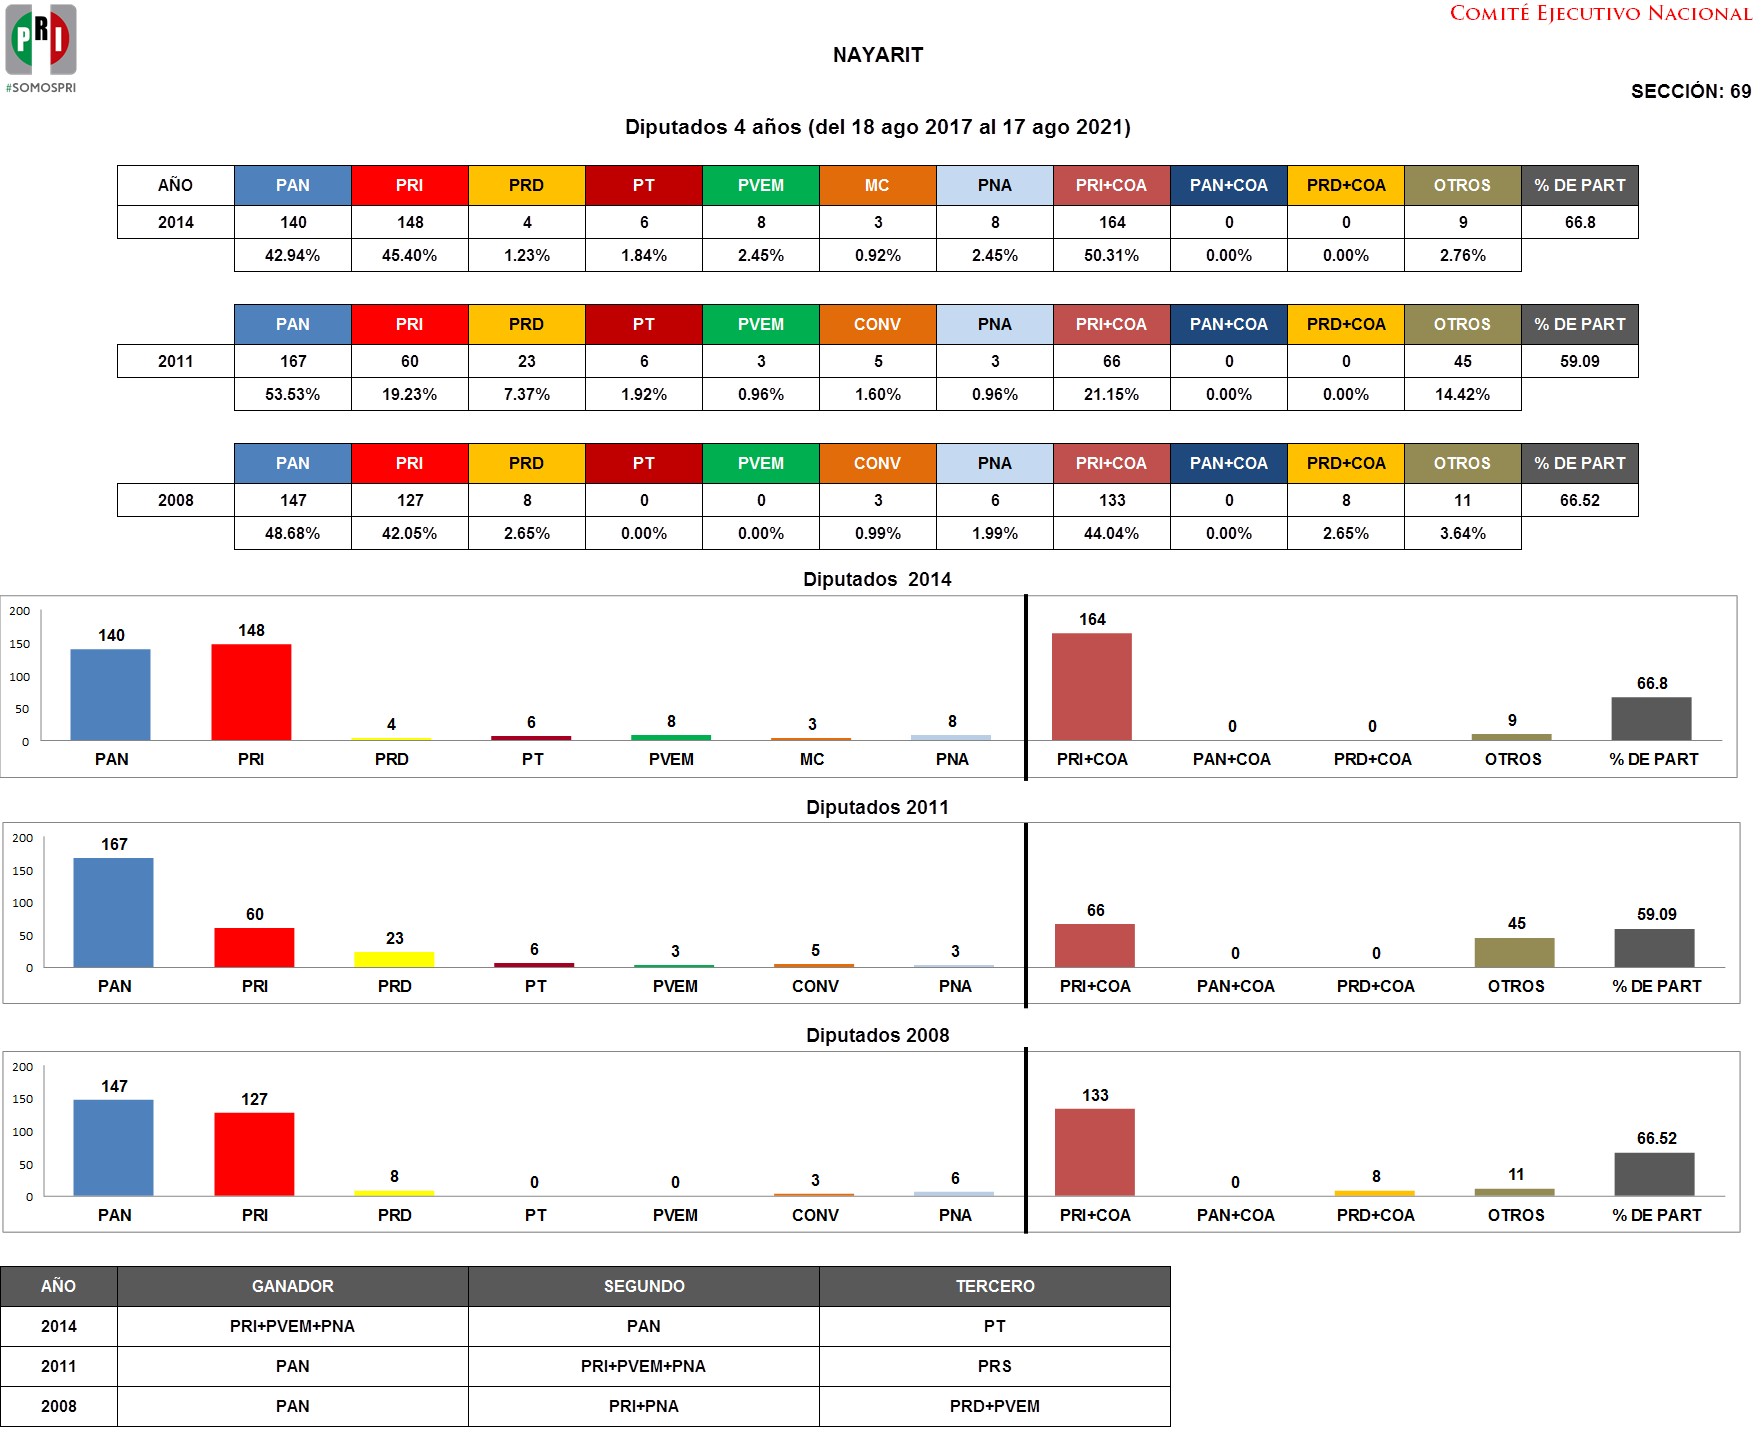 PRI
#SOMOSPRI
COMITÉ EJECUTIVO NACIONAL
NAYARIT
SECCIÓN: 69
Diputados 4 años (del 18 ago 2017 al 17 ago 2021)
AÑO PAN PRI PRD PT PVEM MC PNA PRI+COA PAN+COA PRD+COA OTROS % DE PART
2014 140 148 4 6 8 3 8 164 0 0 9 66.8
42.94% 45.40% 1.23% 1.84% 2.45% 0.92% 2.45% 50.31% 0.00% 0.00% 2.76%
PAN PRI PRD PT PVEM CONV PNA PRI+COA PAN+COA PRD+COA OTROS % DE PART
2011 167 60 23 6 3 5 3 66 0 0 45 59.09
53.53% 19.23% 7.37% 1.92% 0.96% 1.60% 0.96% 21.15% 0.00% 0.00% 14.42%
PAN PRI PRD PT PVEM CONV PNA PRI+COA PAN+COA PRD+COA OTROS % DE PART
2008 147 127 8 0 0 3 6 133 0 8 11 66.52
48.68% 42.05% 2.65% 0.00% 0.00% 0.99% 1.99% 44.04% 0.00% 2.65% 3.64%
Diputados 2014
200
150
100
50
0
140 148 4 6 8 3 8 164 0 0 9 66.8
PAN PRI PRD PT PVEM MC PNA PRI+COA PAN+COA PRD+COA OTROS % DE PART
Diputados 2011
200
150
100
50
0
167 60 23 6 3 5 3 66 0 0 45 59.09
PAN PRI PRD PT PVEM CONV PNA PRI+COA PAN+COA PRD+COA OTROS % DE PART
Diputados 2008
200
150
100
50
0
147 127 8 0 0 3 6 133 0 8 11 66.52
PAN PRI PRD PT PVEM CONV PNA PRI+COA PAN+COA PRD+COA OTROS % DE PART
AÑO GANADOR SEGUNDO TERCERO
2014 PRI+PVEM+PNA PAN PT
2011 PAN PRI+PVEM+PNA PRS
2008 PAN PRI+PNA PRD+PVEM